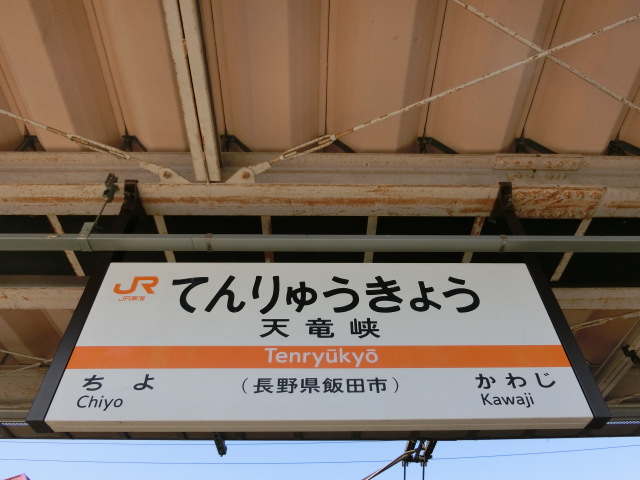 JR てんりゅうきょう
JR東海
天竜峡
Tenryūkyō
ちよ (長野県飯田市) かわじ
Chiyo Kawaji